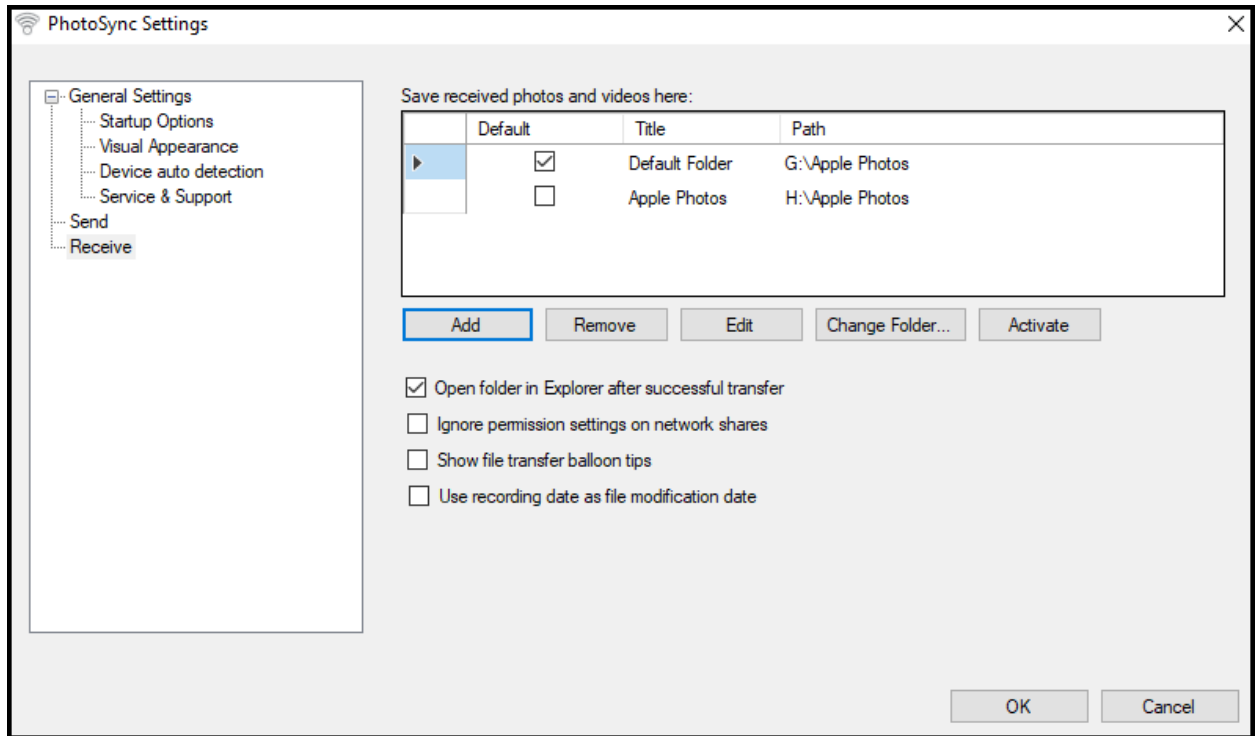 PhotoSync Settings
General Settings
Startup Options
Visual Appearance
Device auto detection
Service & Support
Send
Receive
Save received photos and videos here:
Default Title Path
Default Folder G:\Apple Photos
Apple Photos H:\Apple Photos
Add Remove Edit Change Folder... Activate
Open folder in Explorer after successful transfer
Ignore permission settings on network shares
Show file transfer balloon tips
Use recording date as file modification date
OK Cancel